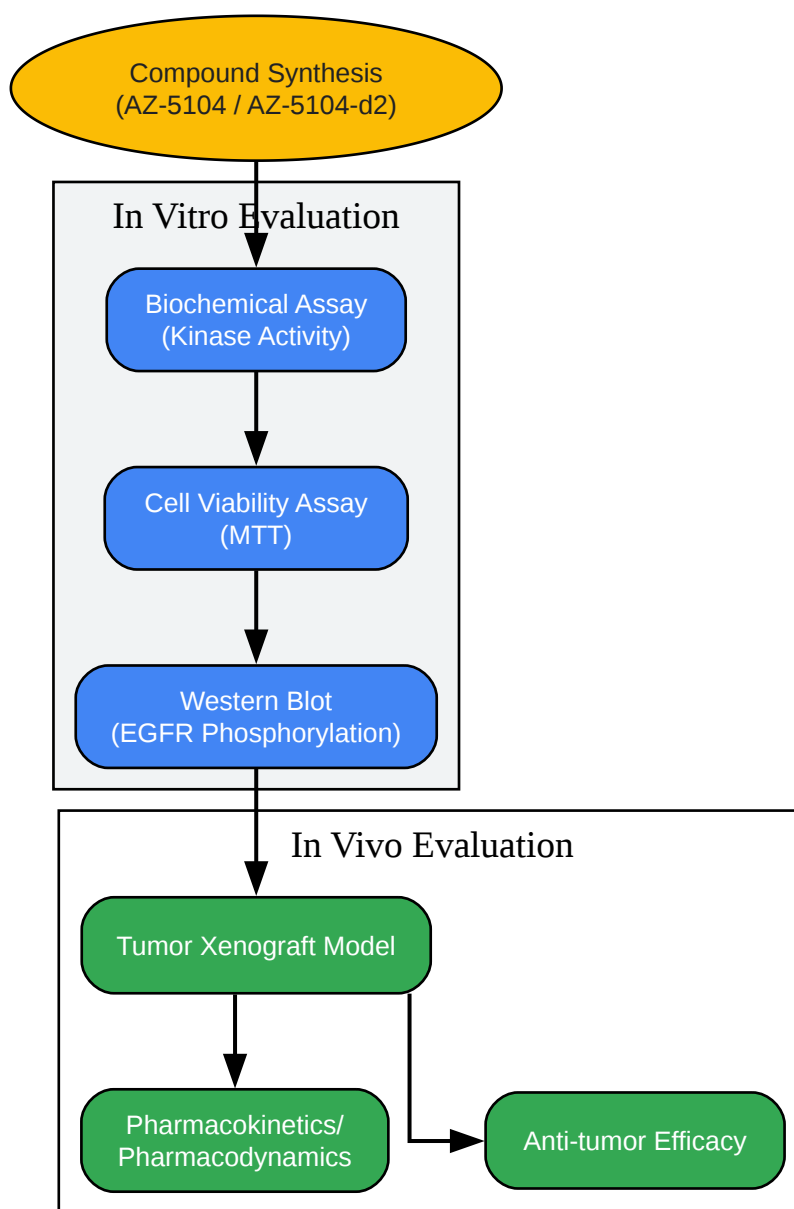 Compound Synthesis
(AZ-5104 / AZ-5104-d2)
In Vitro Evaluation
Biochemical Assay
(Kinase Activity)
Cell Viability Assay
(MTT)
Western Blot
(EGFR Phosphorylation)
In Vivo Evaluation
Tumor Xenograft Model
Pharmacokinetics/
Pharmacodynamics
Anti-tumor Efficacy